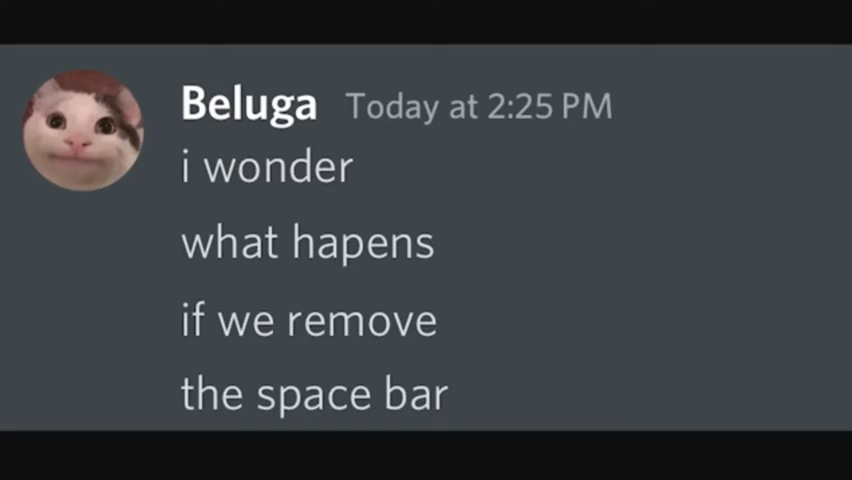 Beluga Today at 2:25 PM
i wonder
what hapens
if we remove
the space bar